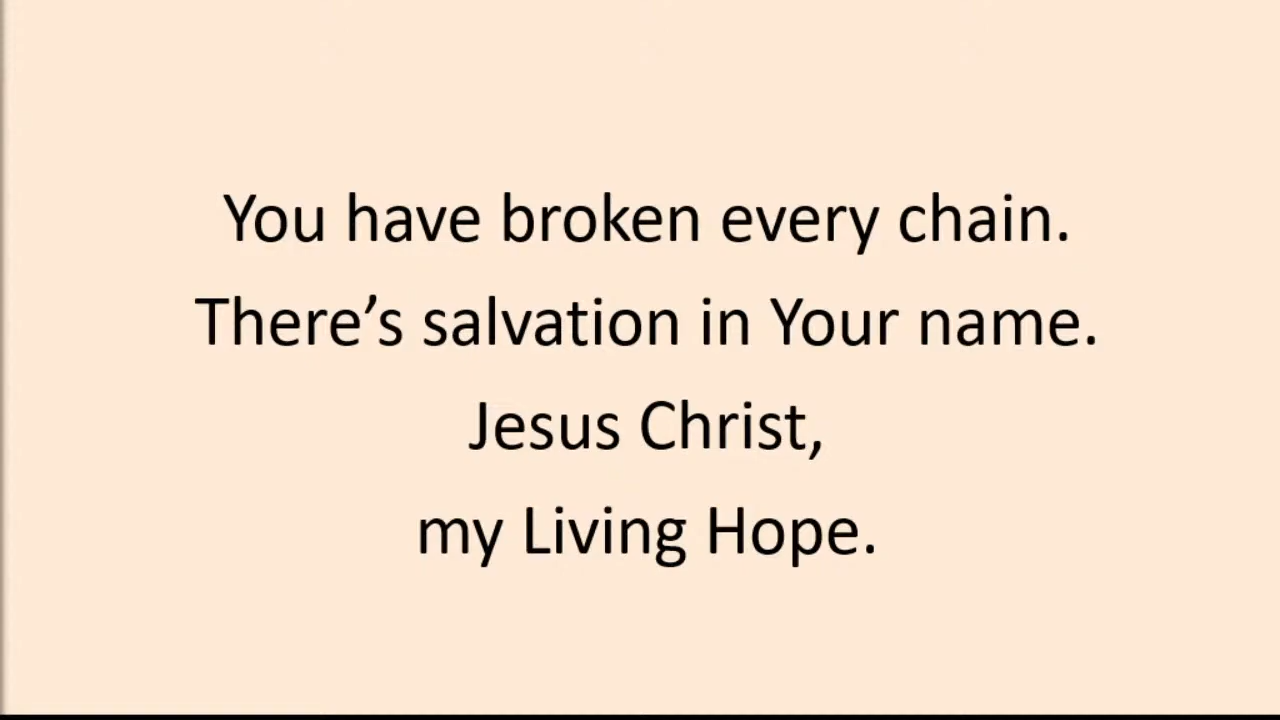 You have broken every chain.
There’s salvation in Your name.
Jesus Christ,
my Living Hope.